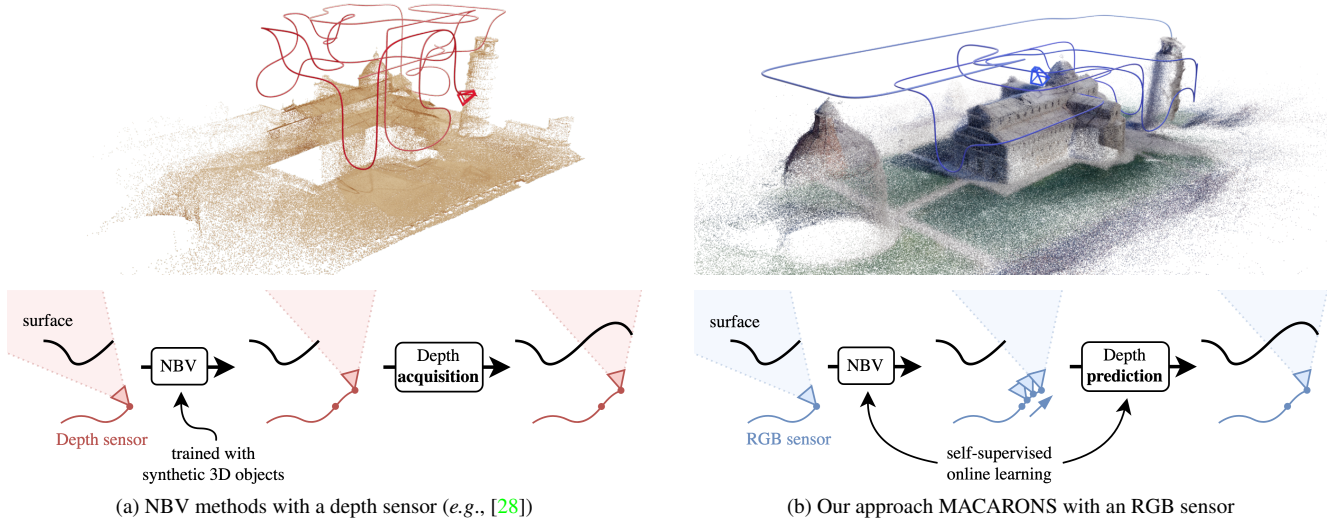 surface
NBV
Depth
acquisition
Depth sensor
trained with
synthetic 3D objects
(a) NBV methods with a depth sensor (e.g., [28])
surface
NBV
Depth
prediction
RGB sensor
self-supervised
online learning
(b) Our approach MACARONS with an RGB sensor